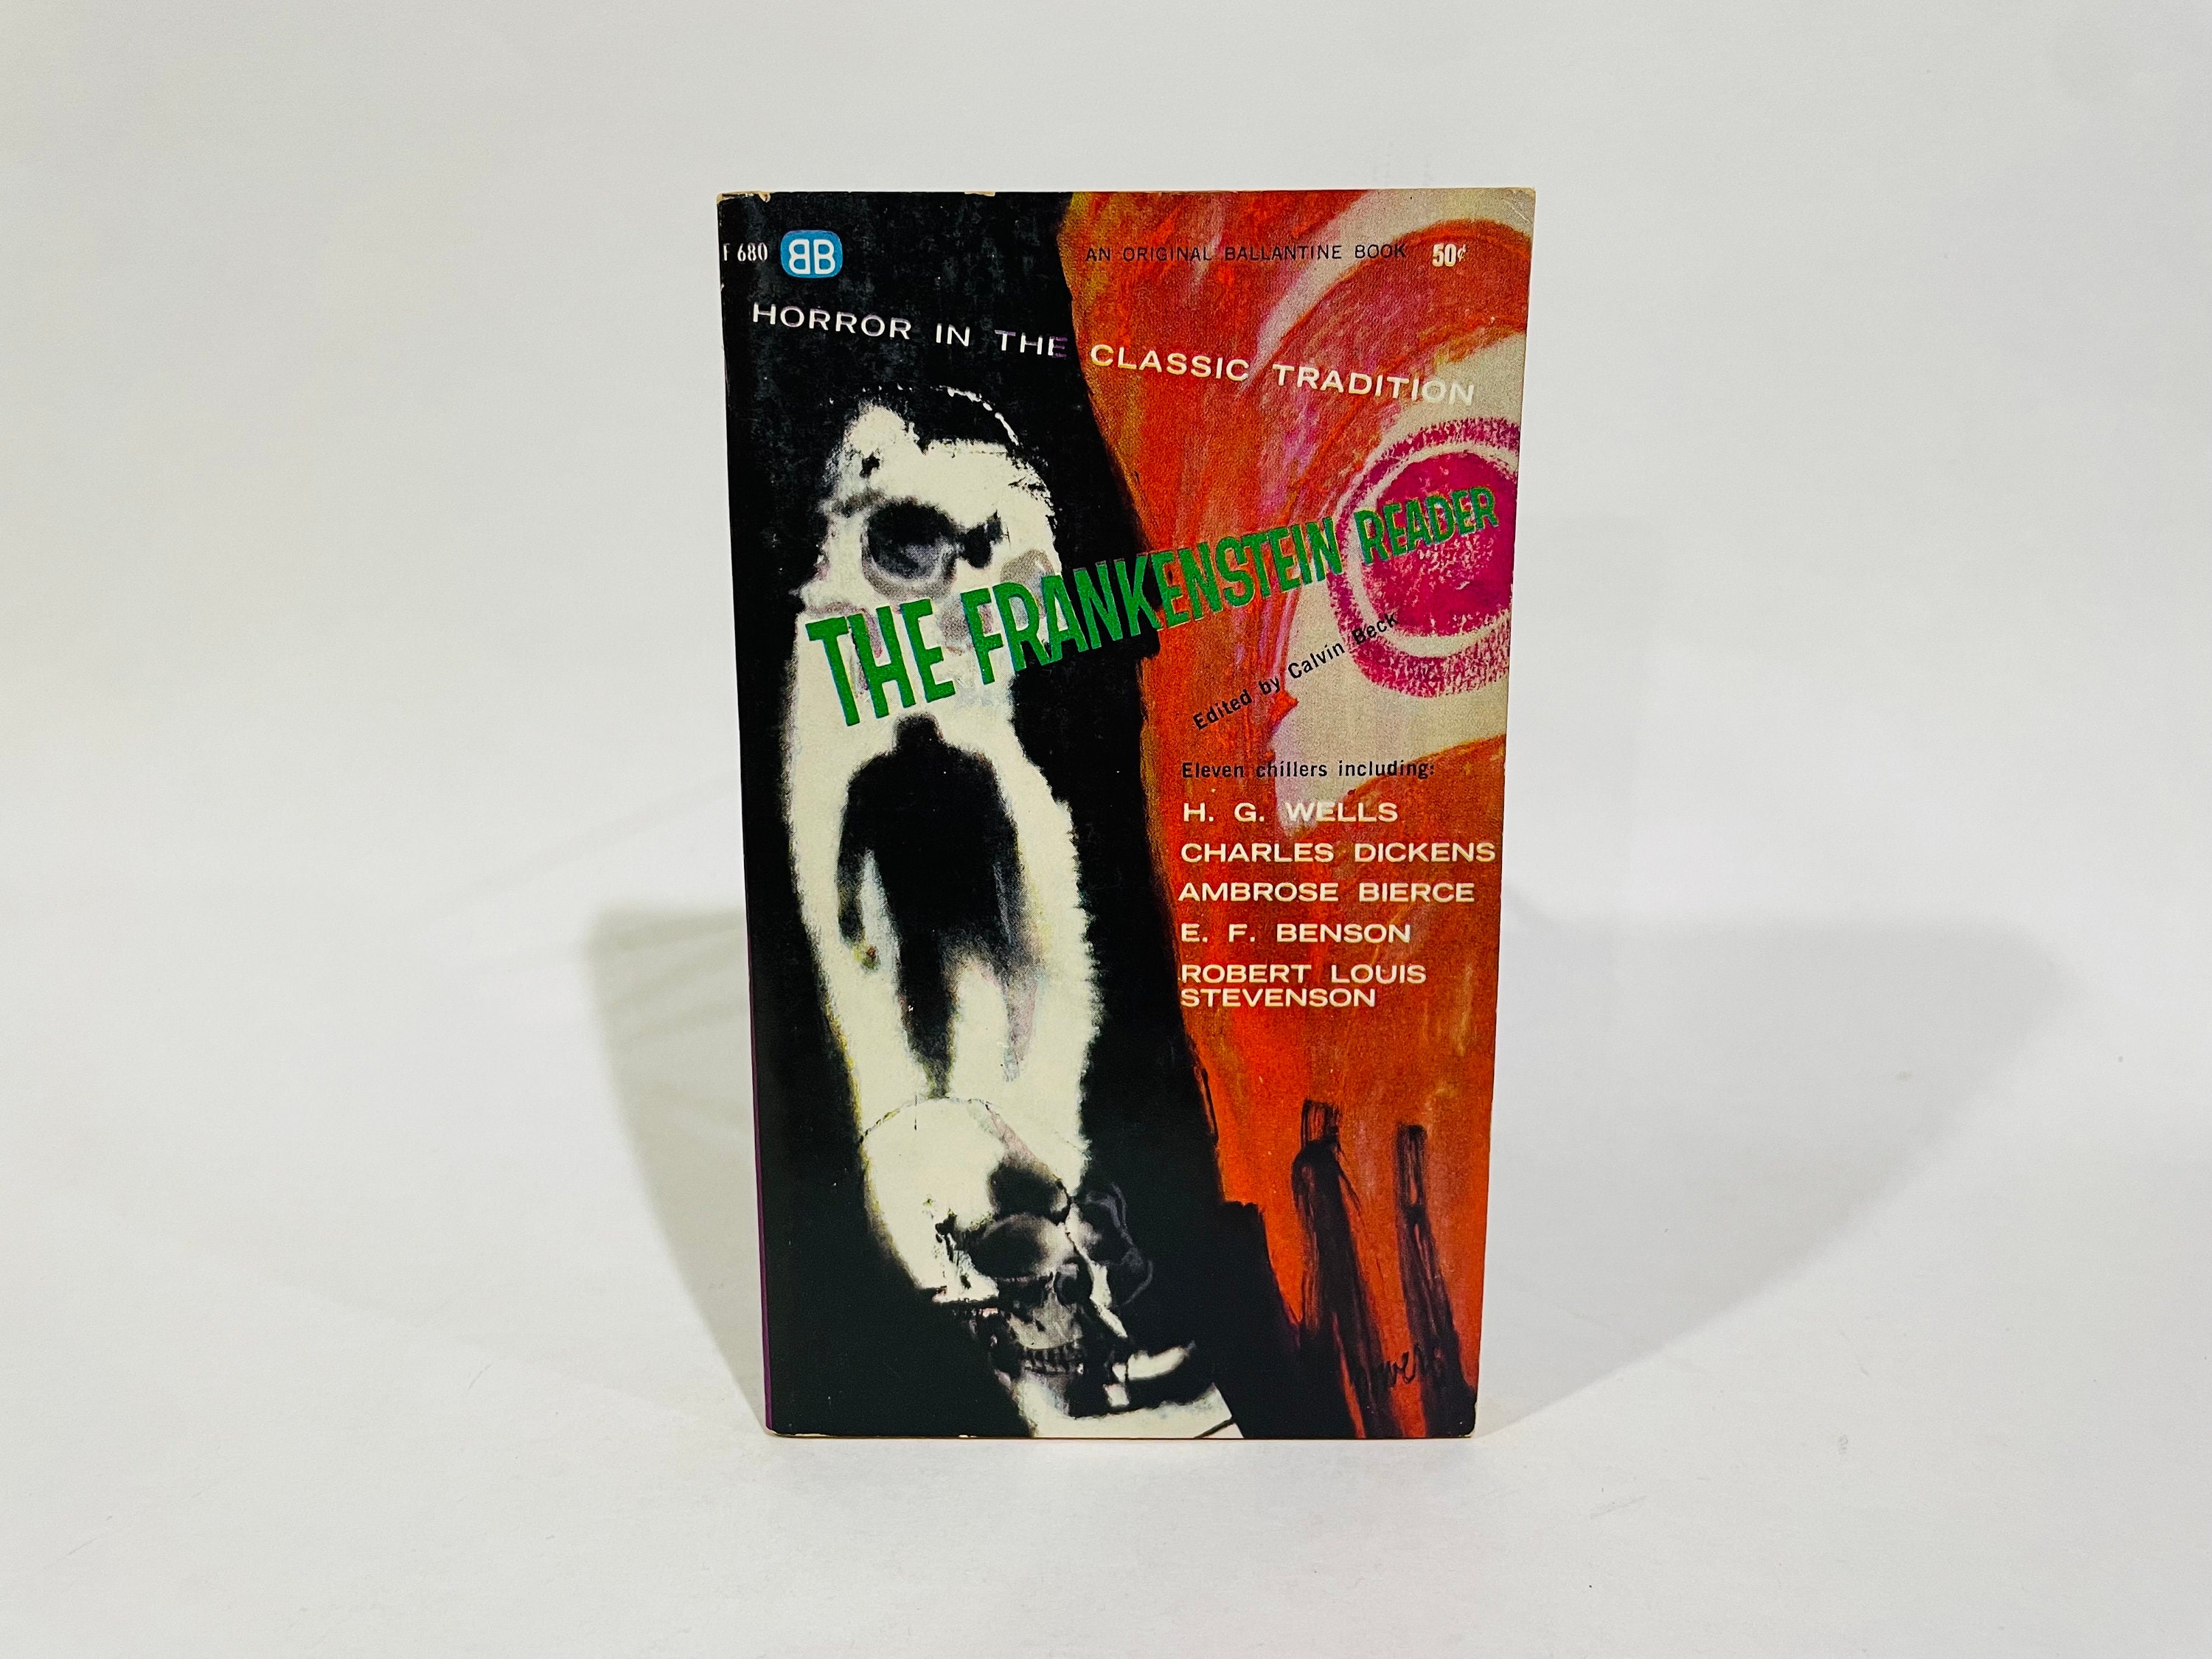 F 680 BB AN ORIGINAL BALLANTINE BOOK 50¢
HORROR IN THE CLASSIC TRADITION
THE FRANKENSTEIN READER
Edited by Calvin Beck
Eleven chillers including:
H. G. WELLS
CHARLES DICKENS
AMBROSE BIERCE
E. F. BENSON
ROBERT LOUIS
STEVENSON